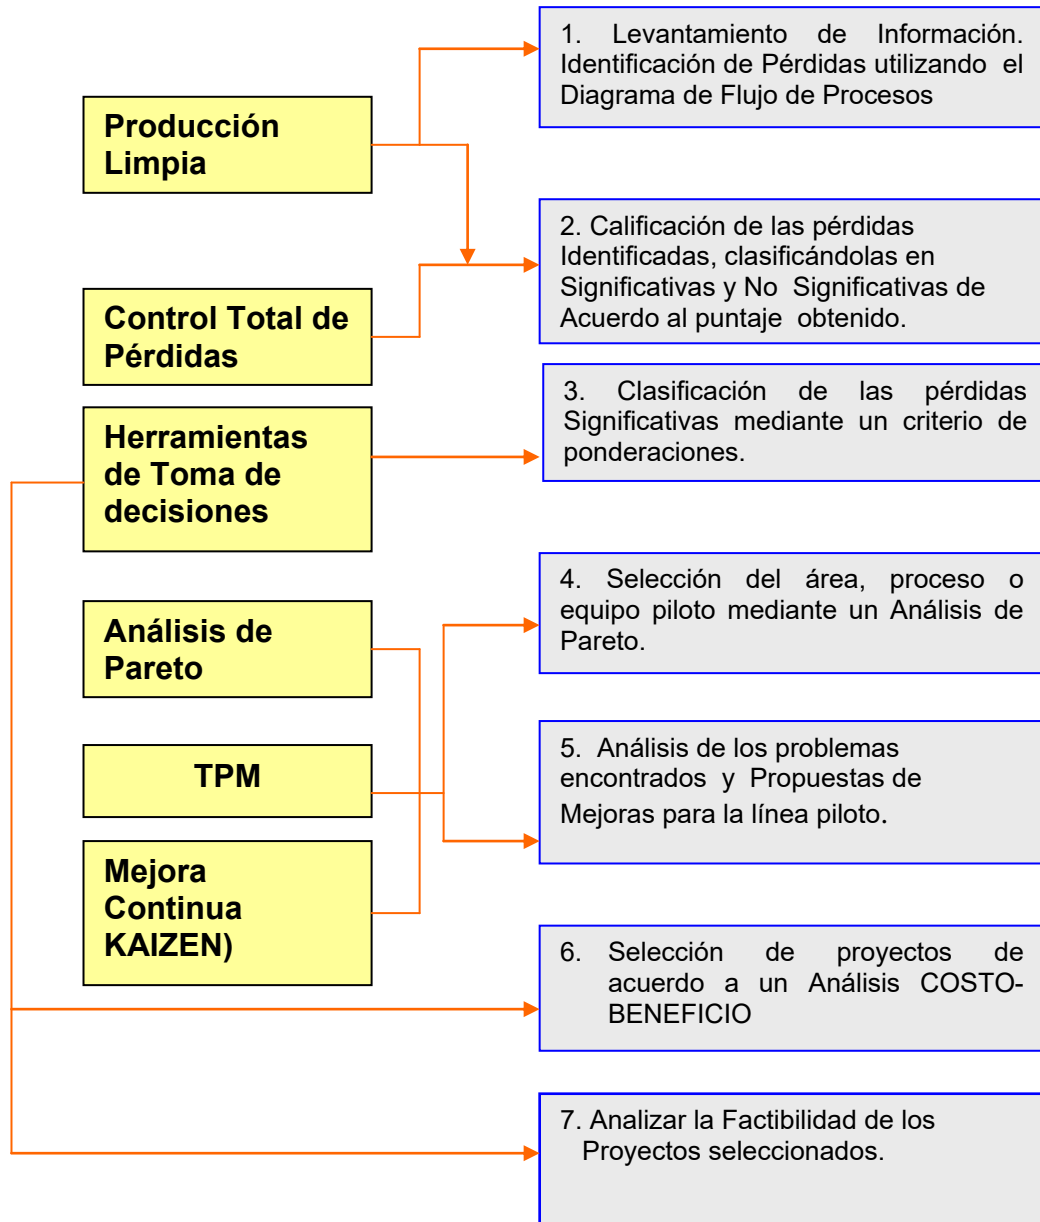 1. Levantamiento de Información.
Identificación de Pérdidas utilizando el
Diagrama de Flujo de Procesos
Producción
Limpia
2. Calificación de las pérdidas
Identificadas, clasificándolas en
Significativas y No Significativas de
Acuerdo al puntaje obtenido.
Control Total de
Pérdidas
3. Clasificación de las pérdidas
Significativas mediante un criterio de
ponderaciones.
Herramientas
de Toma de
decisiones
4. Selección del área, proceso o
equipo piloto mediante un Análisis de
Pareto.
Análisis de
Pareto
5. Análisis de los problemas
encontrados y Propuestas de
Mejoras para la línea piloto.
TPM
Mejora
Continua
KAIZEN)
6. Selección de proyectos de
acuerdo a un Análisis COSTO-
BENEFICIO
7. Analizar la Factibilidad de los
Proyectos seleccionados.